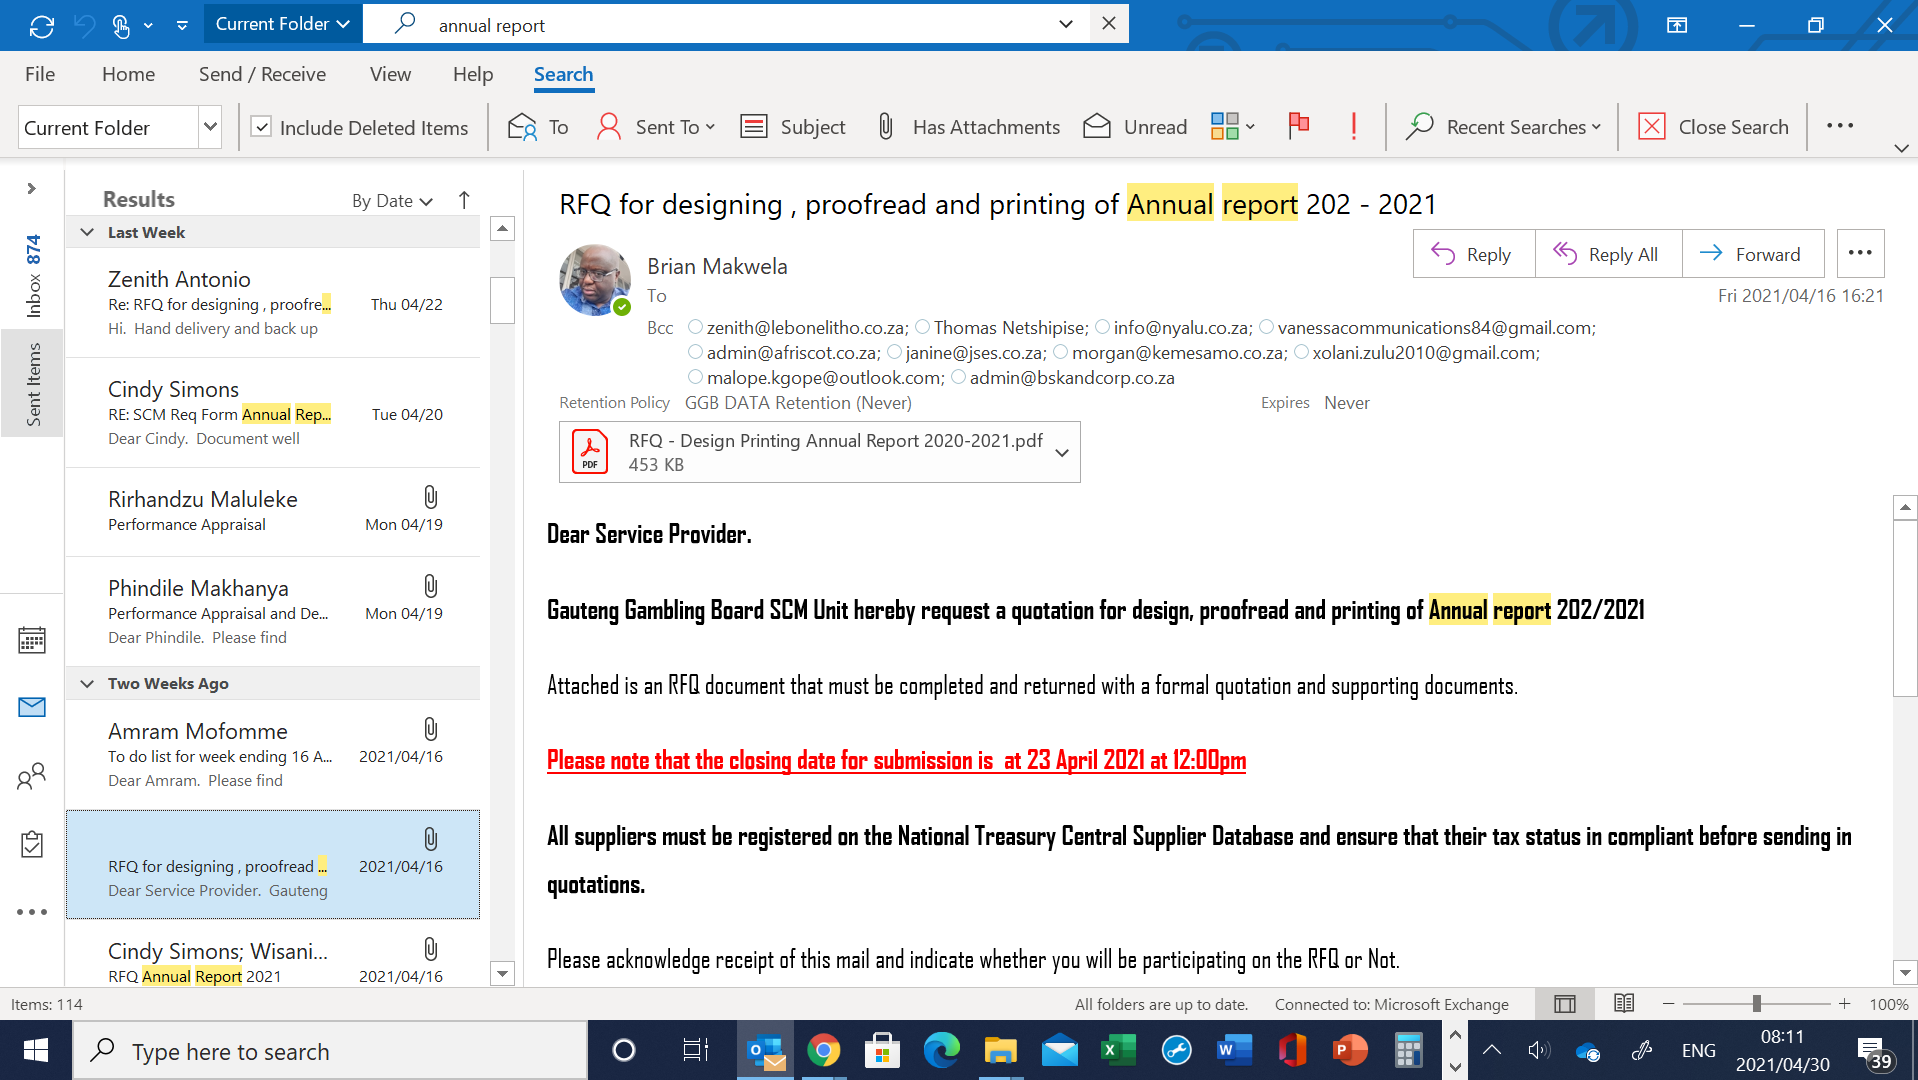 Current Folder
annual report
File Home Send / Receive View Help Search
Current Folder Include Deleted Items To Sent To Subject Has Attachments Unread Recent Searches Close Search
Results By Date
Last Week
Zenith Antonio
Re: RFQ for designing , proofre... Thu 04/22
Hi. Hand delivery and back up
Cindy Simons
RE: SCM Req Form Annual Rep... Tue 04/20
Dear Cindy. Document well
Rirhandzu Maluleke
Performance Appraisal Mon 04/19
Phindile Makhanya
Performance Appraisal and De... Mon 04/19
Dear Phindile. Please find
Two Weeks Ago
Amram Mofomme
To do list for week ending 16 A... 2021/04/16
Dear Amram. Please find
RFQ for designing , proofread ... 2021/04/16
Dear Service Provider. Gauteng
Cindy Simons; Wisani...
RFQ Annual Report 2021 2021/04/16
Inbox 874
Sent Items
RFQ for designing , proofread and printing of Annual report 202 - 2021
Brian Makwela
Reply Reply All Forward
To
Fri 2021/04/16 16:21
Bcc zenith@lebonelitho.co.za; Thomas Netshipise; info@nyalu.co.za; vanessacommunications84@gmail.com;
admin@afriscot.co.za; janine@jses.co.za; morgan@kemesamo.co.za; xolani.zulu2010@gmail.com;
malope.kgope@outlook.com; admin@bskandcorp.co.za
Retention Policy GGB DATA Retention (Never) Expires Never
PDF
RFQ - Design Printing Annual Report 2020-2021.pdf
453 KB
Dear Service Provider.
Gauteng Gambling Board SCM Unit hereby request a quotation for design, proofread and printing of Annual report 202/2021
Attached is an RFQ document that must be completed and returned with a formal quotation and supporting documents.
Please note that the closing date for submission is at 23 April 2021 at 12:00pm
All suppliers must be registered on the National Treasury Central Supplier Database and ensure that their tax status in compliant before sending in
quotations.
Please acknowledge receipt of this mail and indicate whether you will be participating on the RFQ or Not.
Items: 114 All folders are up to date. Connected to: Microsoft Exchange 100%
Type here to search
ENG
08:11
2021/04/30
39